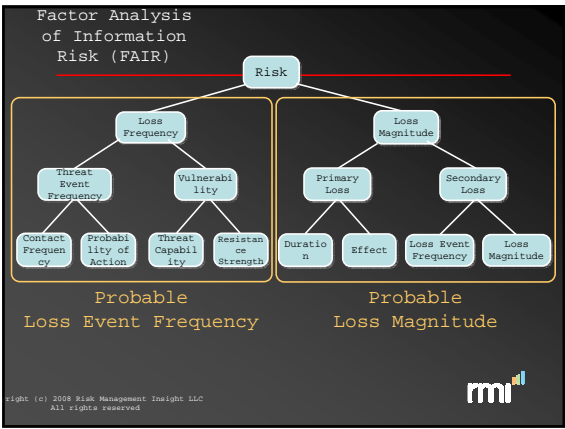 Factor Analysis
of Information
Risk (FAIR)
Risk
Loss
Frequency
Loss
Magnitude
Threat
Event
Frequency
Vulnerabi
lity
Primary
Loss
Secondary
Loss
Contact
Frequen
cy
Probabi
lity of
Action
Threat
Capabil
ity
Resistan
ce
Strength
Duratio
n
Effect
Loss Event
Frequency
Loss
Magnitude
Probable
Loss Event Frequency
Probable
Loss Magnitude
right (c) 2008 Risk Management Insight LLC
All rights reserved
rmi